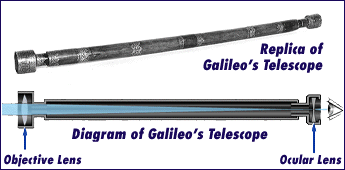 Replica of
Galileo's Telescope
Diagram of Galileo's Telescope
Objective Lens
Ocular Lens